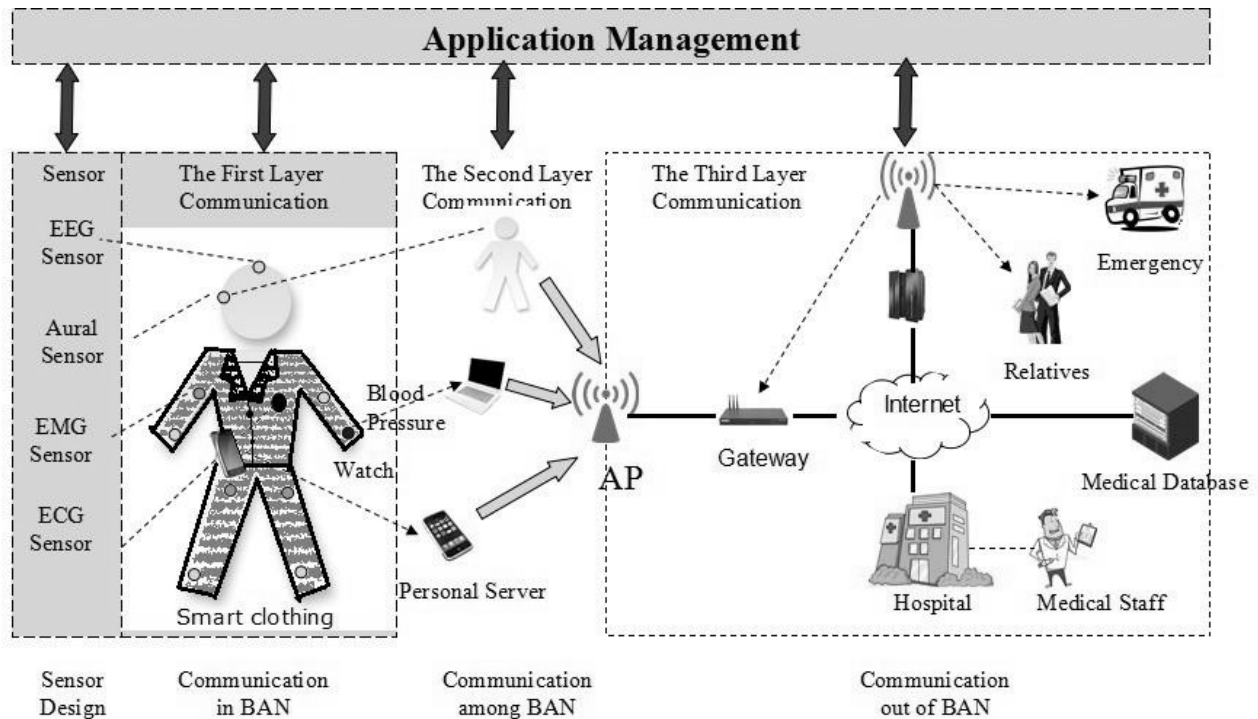 Application Management
Sensor
The First Layer
Communication
The Second Layer
Communication
The Third Layer
Communication
EEG
Sensor
Aural
Sensor
EMG
Sensor
ECG
Sensor
Blood
Pressure
Watch
Smart clothing
Personal Server
AP
Gateway
Internet
Emergency
Relatives
Medical Database
Hospital
Medical Staff
Sensor
Design
Communication
in BAN
Communication
among BAN
Communication
out of BAN